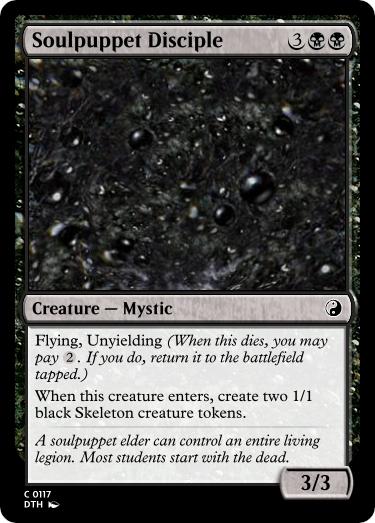 Soulpuppet Disciple 3
Creature — Mystic
Flying, Unyielding (When this dies, you may
pay 2. If you do, return it to the battlefield
tapped.)
When this creature enters, create two 1/1
black Skeleton creature tokens.
A soulpuppet elder can control an entire living
legion. Most students start with the dead.
3/3
C 0117
DTH